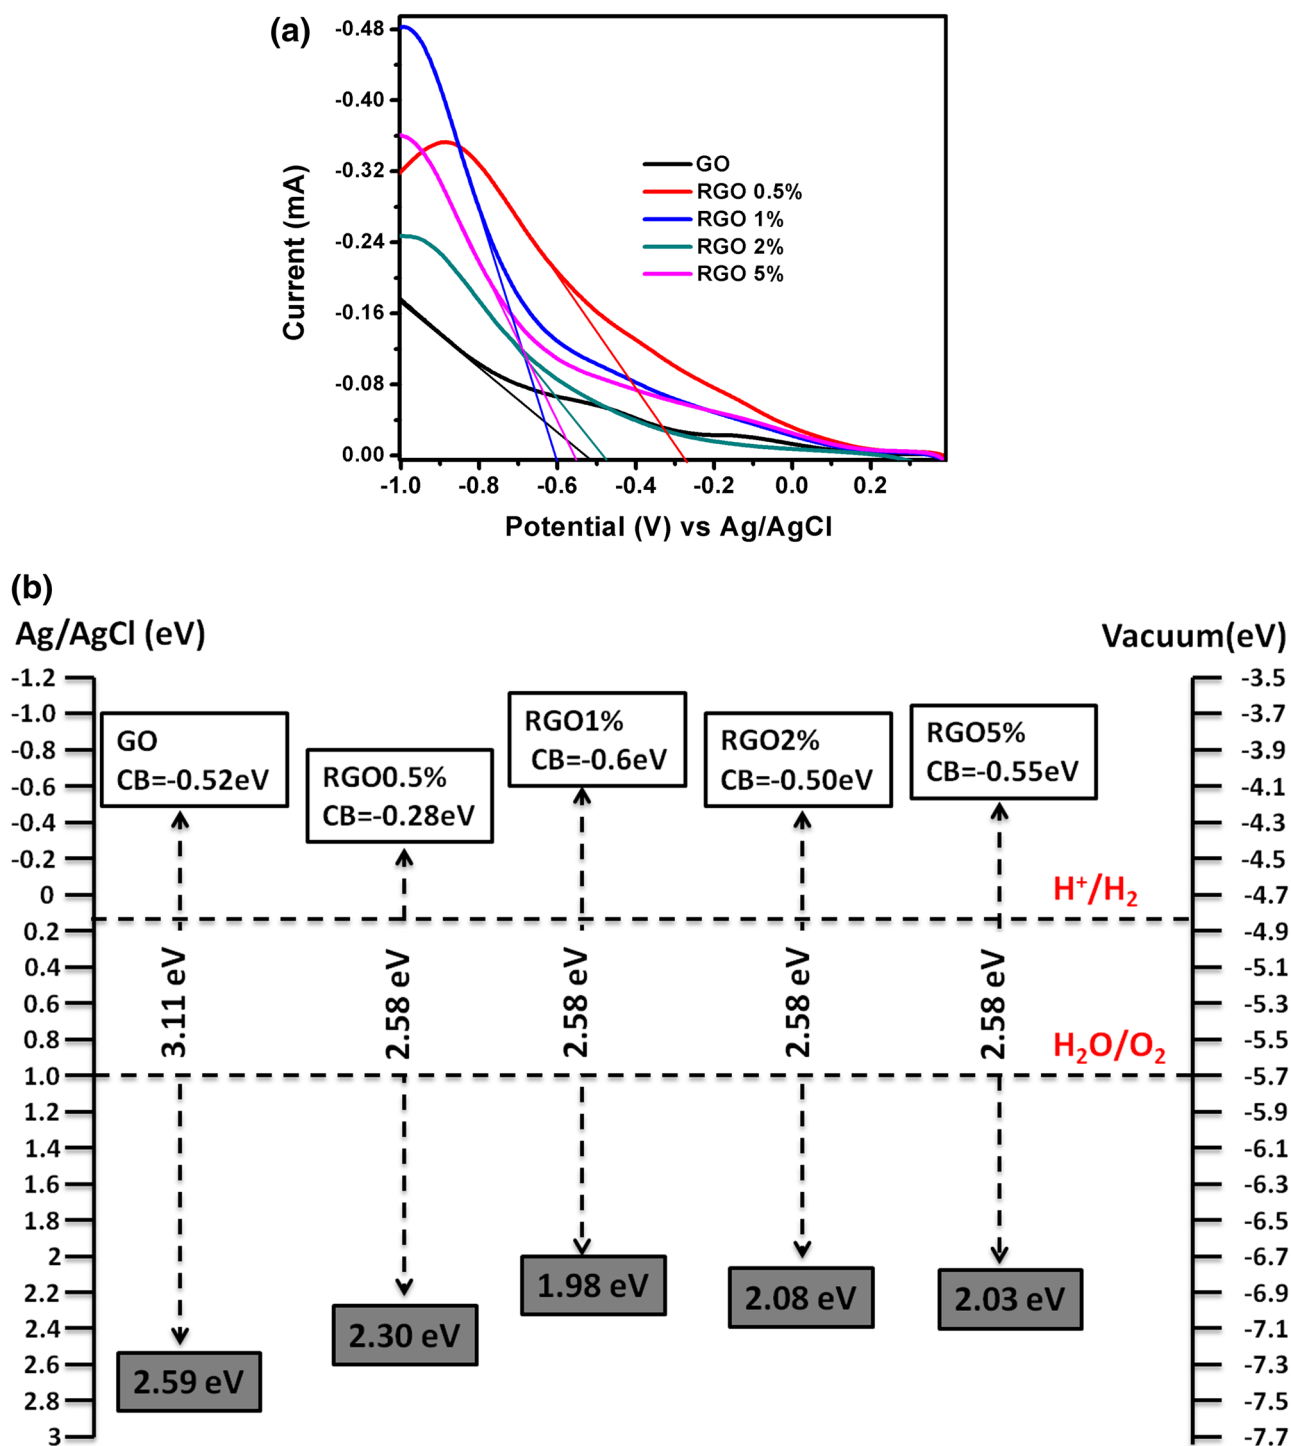 (a)
-0.48
-0.40
-0.32
-0.24
-0.16
-0.08
0.00
Current (mA)
GO
RGO 0.5%
RGO 1%
RGO 2%
RGO 5%
-1.0 -0.8 -0.6 -0.4 -0.2 0.0 0.2
Potential (V) vs Ag/AgCl
(b)
Ag/AgCl (eV)
Vacuum(eV)
-1.2
-1.0
-0.8
-0.6
-0.4
-0.2
0
0.2
0.4
0.6
0.8
1.0
1.2
1.4
1.6
1.8
2
2.2
2.4
2.6
2.8
3
GO
CB=-0.52eV
RGO0.5%
CB=-0.28eV
RGO1%
CB=-0.6eV
RGO2%
CB=-0.50eV
RGO5%
CB=-0.55eV
H⁺/H₂
3.11 eV
2.58 eV
2.58 eV
2.58 eV
2.58 eV
H₂O/O₂
2.59 eV
2.30 eV
1.98 eV
2.08 eV
2.03 eV
-3.5
-3.7
-3.9
-4.1
-4.3
-4.5
-4.7
-4.9
-5.1
-5.3
-5.5
-5.7
-5.9
-6.1
-6.3
-6.5
-6.7
-6.9
-7.1
-7.3
-7.5
-7.7